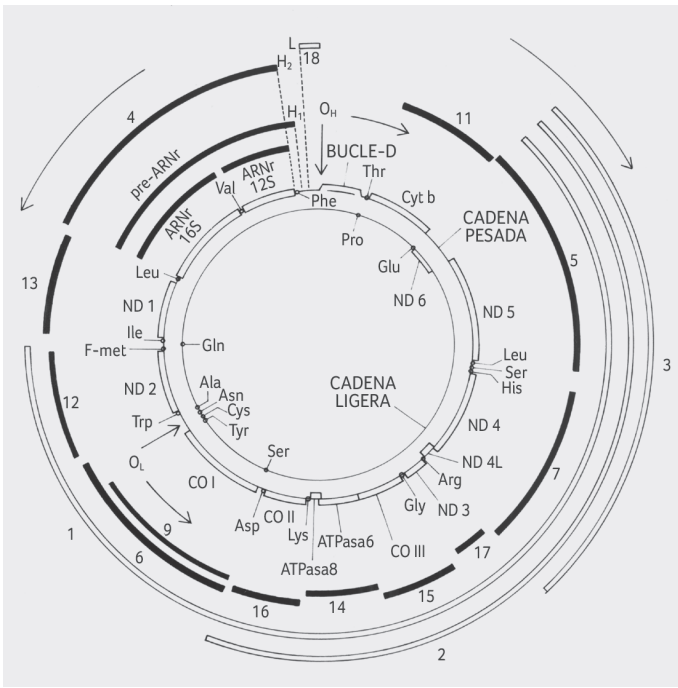 L
18
H2
H1
OH
4
11
pre-ARNr
ARNr
12S
BUCLE-D
Thr
Val
Phe
Cyt b
ARNr
16S
Pro
CADENA
PESADA
Glu
5
13
Leu
ND 6
ND 1
ND 5
Ile
F-met
Gln
Leu
Ser
His
3
ND 2
Ala
Asn
Cys
Tyr
CADENA
LIGERA
12
Trp
ND 4
7
OL
Ser
ND 4L
Arg
CO I
Gly
ND 3
1
9
6
Asp
CO II
Lys
ATPasa6
CO III
17
ATPasa8
16
14
15
2